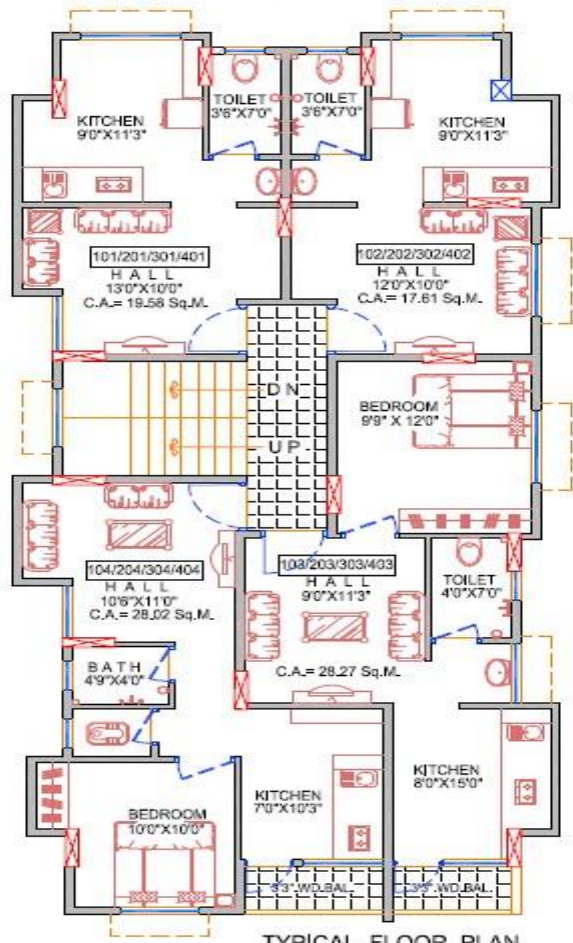 KITCHEN
9'0"X11'3"
TOILET
3'6"X7'0"
TOILET
3'6"X7'0"
KITCHEN
9'0"X11'3"
101/201/301/401
HALL
13'0"X10'0"
C.A.= 19.58 Sq.M.
102/202/302/402
HALL
12'0"X10'0"
C.A.= 17.61 Sq.M.
DN
UP
BEDROOM
9'9" X 12'0"
104/204/304/404
HALL
10'6"X11'0"
C.A.= 28.02 Sq.M.
103/203/303/403
HALL
9'0"X11'3"
C.A.= 28.27 Sq.M.
TOILET
4'0"X7'0"
BATH
4'9"X4'0"
BEDROOM
10'0"X10'0"
KITCHEN
7'0"X10'3"
KITCHEN
8'0"X15'0"
3'3" WD.BAL.
3'3" WD.BAL.
TYPICAL FLOOR PLAN